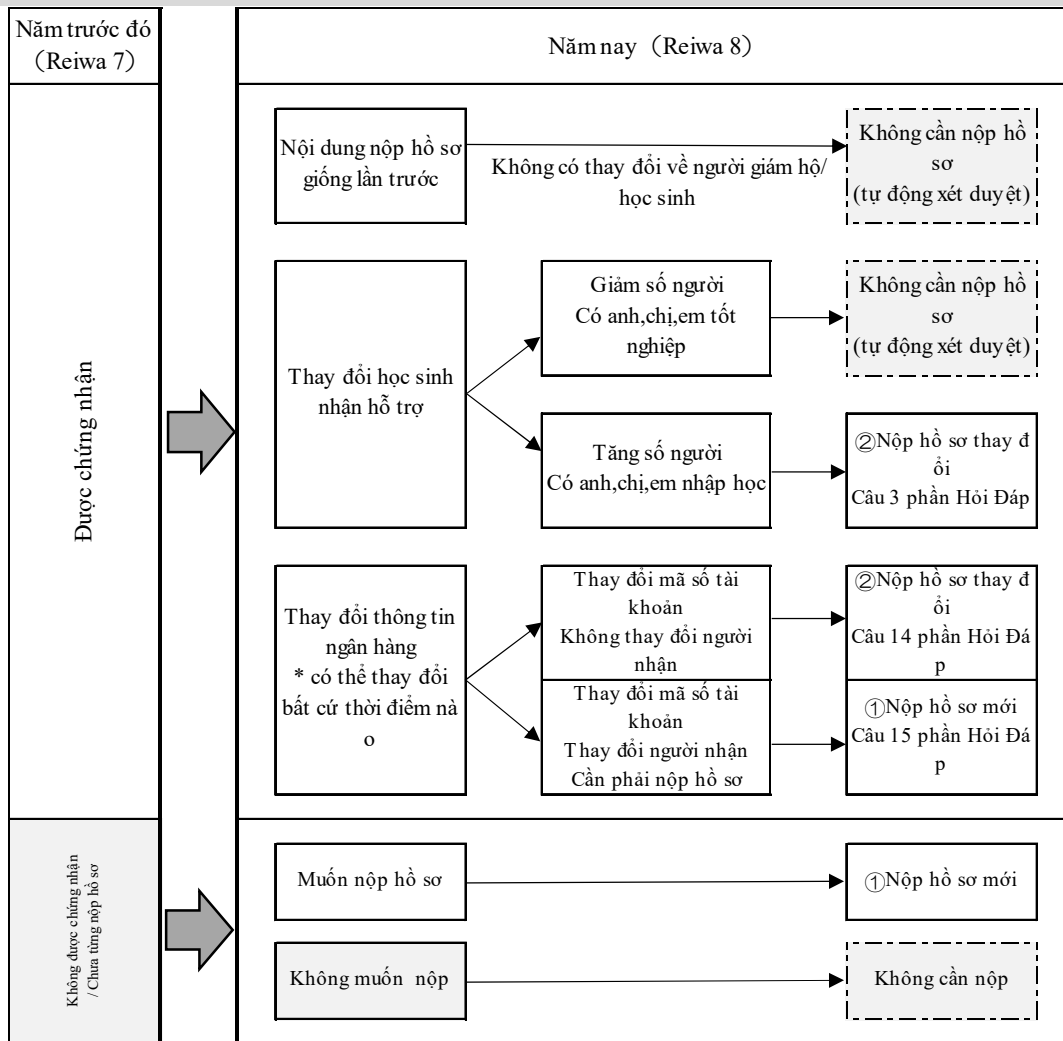 Năm trước đó
（Reiwa 7）
Năm nay（Reiwa 8）
Được chứng nhận
Nội dung nộp hồ sơ
giống lần trước
Không có thay đổi về người giám hộ/
học sinh
Không cần nộp hồ
sơ
(tự động xét duyệt)
Thay đổi học sinh
nhận hỗ trợ
Giảm số người
Có anh,chị,em tốt
nghiệp
Không cần nộp hồ
sơ
(tự động xét duyệt)
Tăng số người
Có anh,chị,em nhập học
②Nộp hồ sơ thay đ
ổi
Câu 3 phần Hỏi Đáp
Thay đổi thông tin
ngân hàng
* có thể thay đổi
bất cứ thời điểm nà
o
Thay đổi mã số tài
khoản
Không thay đổi người
nhận
②Nộp hồ sơ thay đ
ổi
Câu 14 phần Hỏi Đá
p
Thay đổi mã số tài
khoản
Thay đổi người nhận
Cần phải nộp hồ sơ
①Nộp hồ sơ mới
Câu 15 phần Hỏi Đá
p
Không được chứng nhận
/ Chưa từng nộp hồ sơ
Muốn nộp hồ sơ
①Nộp hồ sơ mới
Không muốn nộp
Không cần nộp